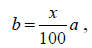 b = x/100 a ,